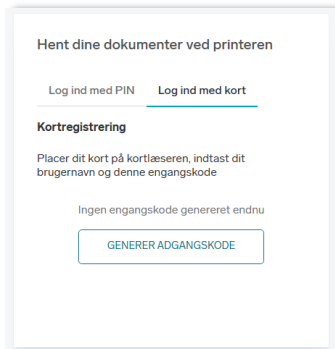 Hent dine dokumenter ved printeren
Log ind med PIN Log ind med kort
Kortregistrering
Placer dit kort på kortlæseren, indtast dit
brugernavn og denne engangskode
Ingen engangskode genereret endnu
GENERER ADGANGSKODE